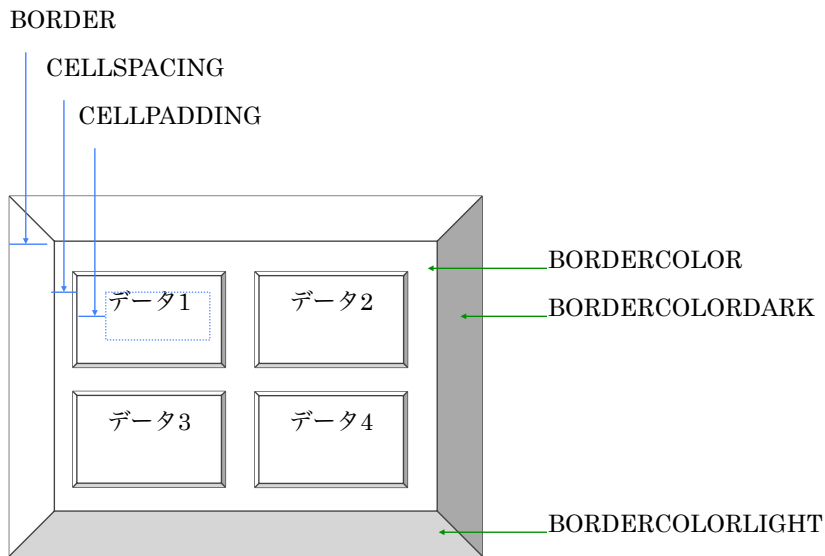 BORDER
CELLSPACING
CELLPADDING
BORDERCOLOR
データ1
データ2
BORDERCOLORDARK
データ3
データ4
BORDERCOLORLIGHT